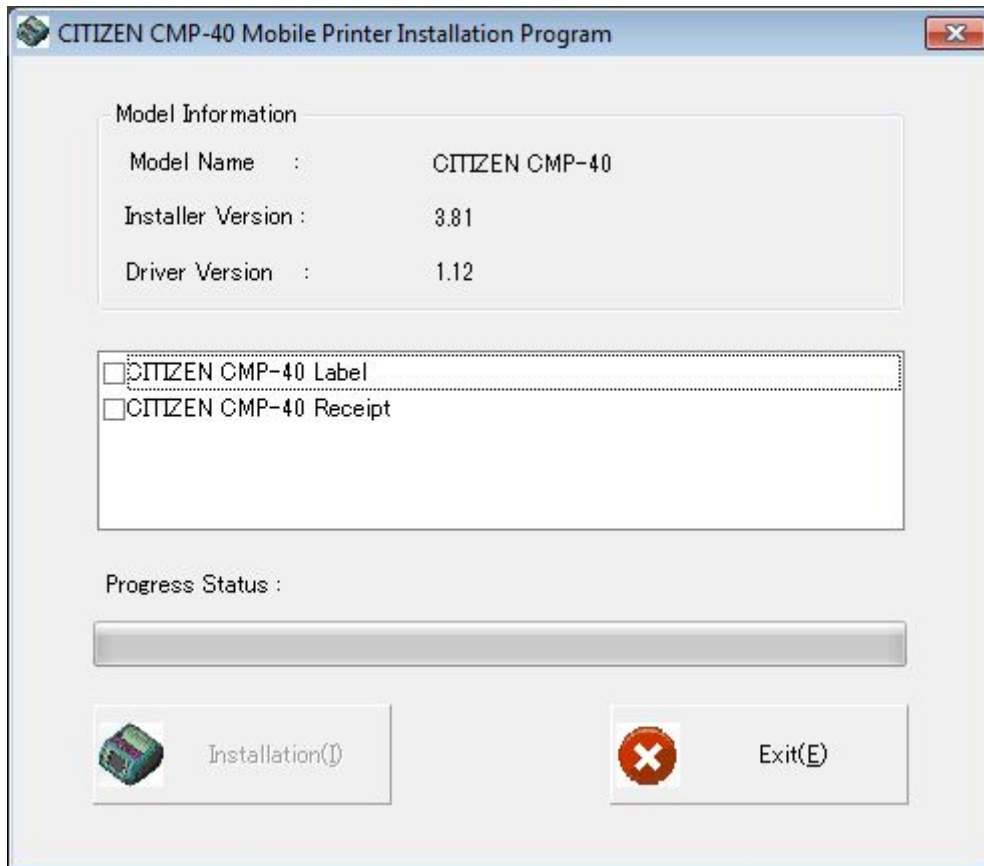 CITIZEN CMP-40 Mobile Printer Installation Program
Model Information
Model Name : CITIZEN CMP-40
Installer Version : 3.81
Driver Version : 1.12
CITIZEN CMP-40 Label
CITIZEN CMP-40 Receipt
Progress Status :
Installation(I) Exit(E)